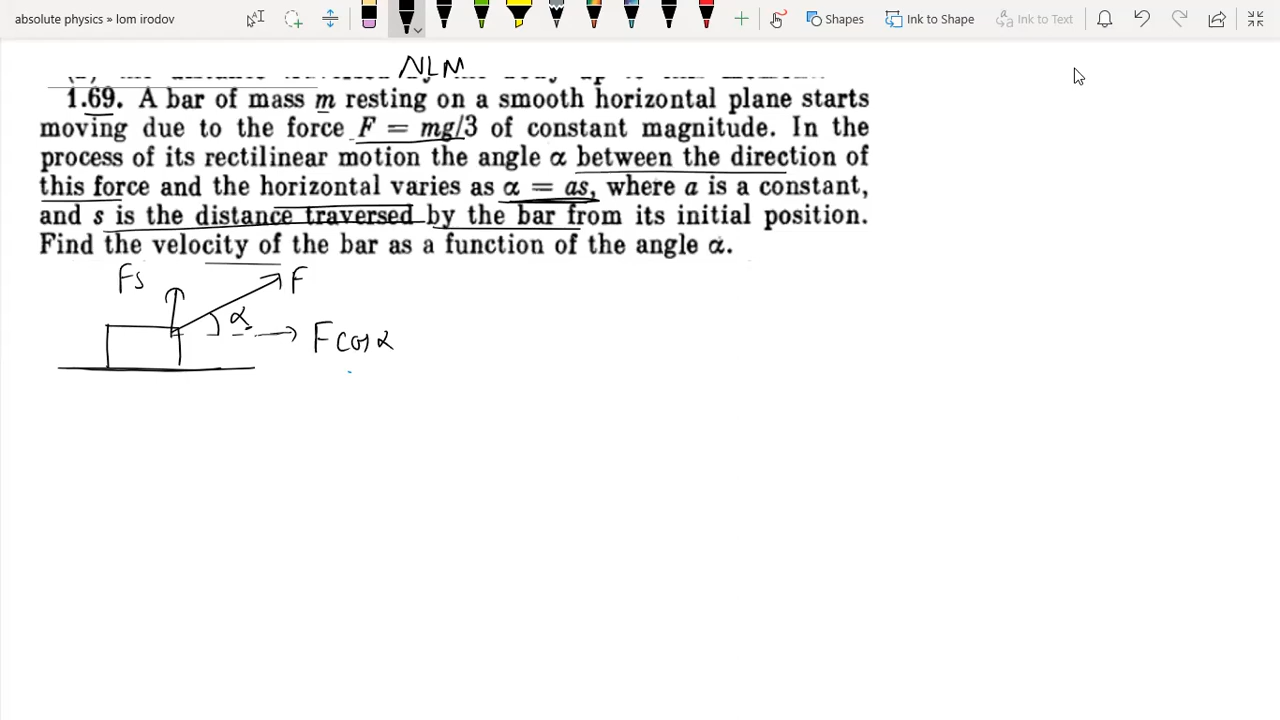 absolute physics » lom irodov
Shapes
Ink to Shape
Ink to Text
NLM
1.69. A bar of mass m resting on a smooth horizontal plane starts
moving due to the force F = mg/3 of constant magnitude. In the
process of its rectilinear motion the angle α between the direction of
this force and the horizontal varies as α = as, where a is a constant,
and s is the distance traversed by the bar from its initial position.
Find the velocity of the bar as a function of the angle α.
Fs
F
α
F cos α